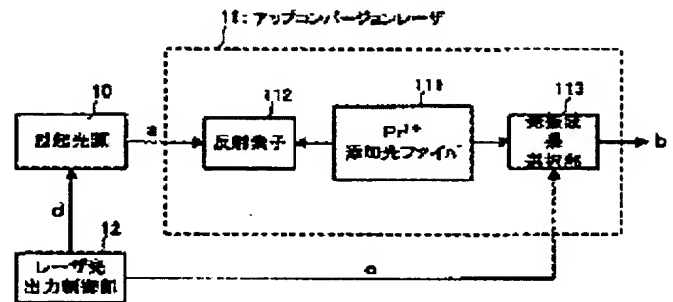 11:アップコンバージョンレーザ
10
112
111
113
励起光源
a
反射素子
Pr3+
添加光ファイバ
発振波
長
選択部
b
d
12
レーザ発
出力制御部
c